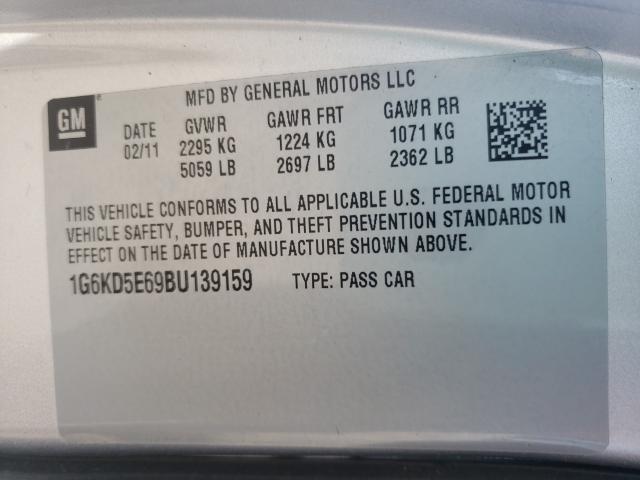 MFD BY GENERAL MOTORS LLC
GM®
DATE GVWR GAWR FRT GAWR RR
02/11 2295 KG 1224 KG 1071 KG
5059 LB 2697 LB 2362 LB
THIS VEHICLE CONFORMS TO ALL APPLICABLE U.S. FEDERAL MOTOR
VEHICLE SAFETY, BUMPER, AND THEFT PREVENTION STANDARDS IN
EFFECT ON THE DATE OF MANUFACTURE SHOWN ABOVE.
1G6KD5E69BU139159 TYPE: PASS CAR